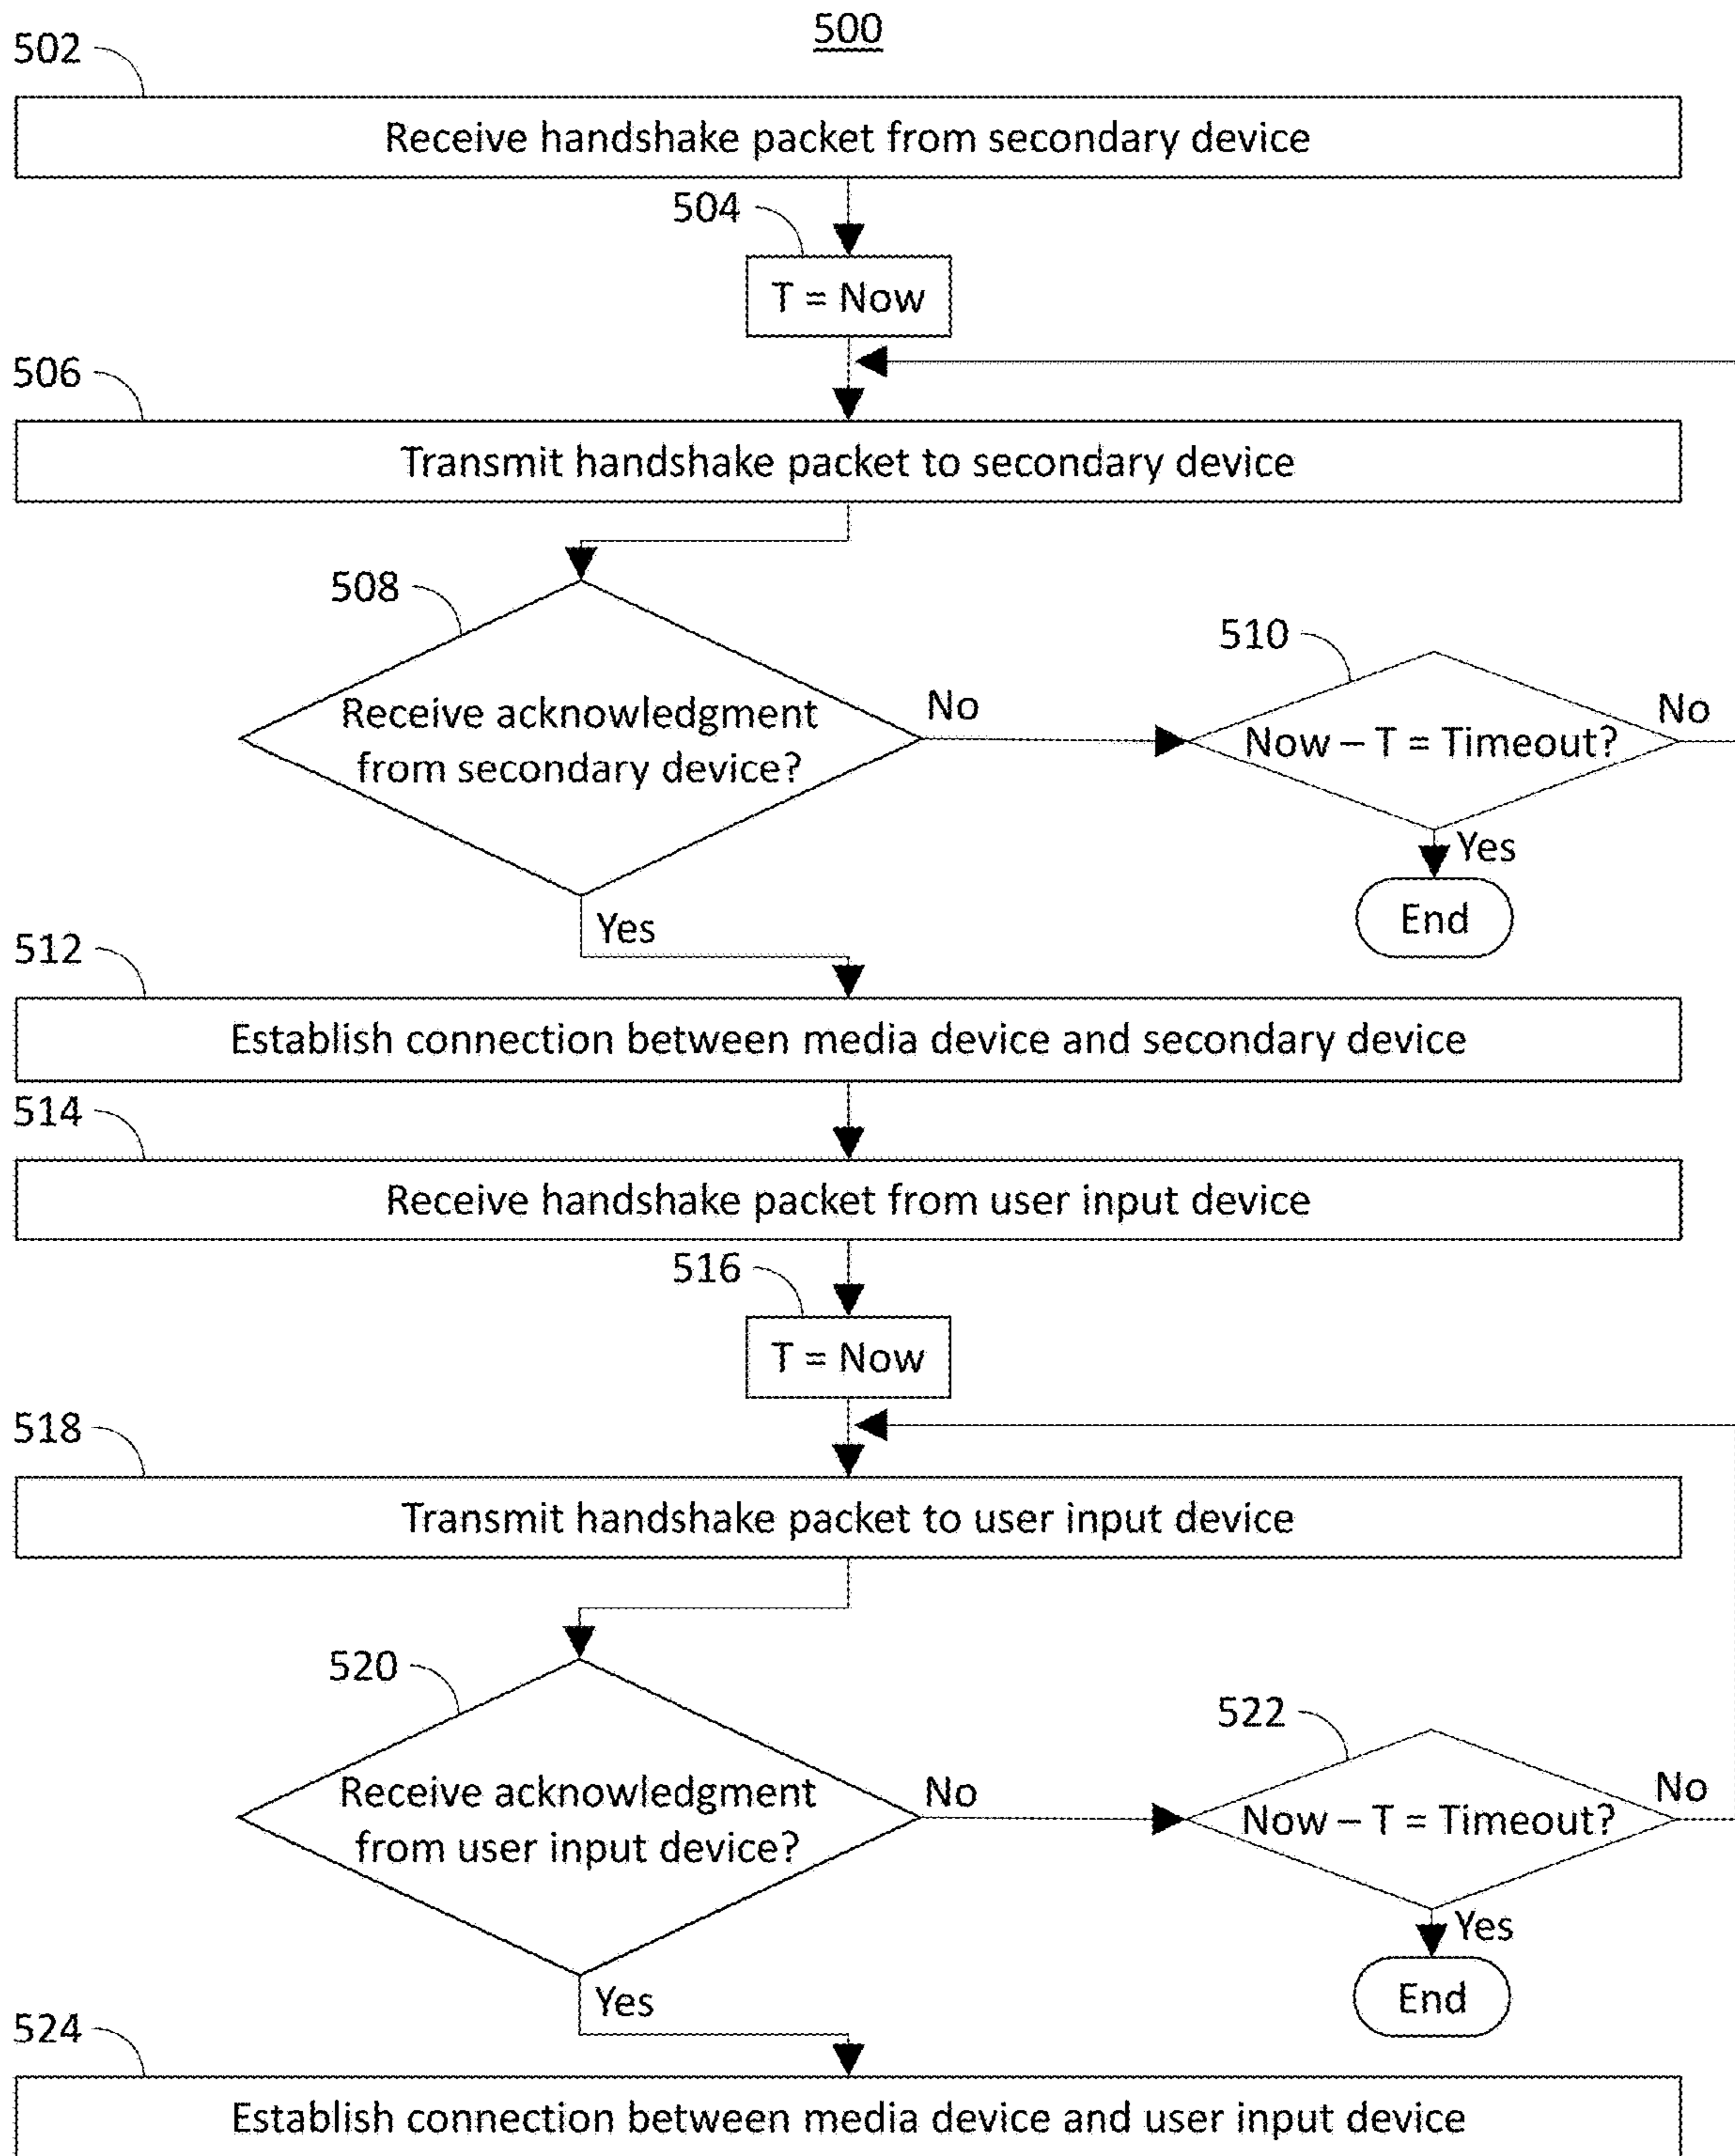 500
502
Receive handshake packet from secondary device
504
T = Now
506
Transmit handshake packet to secondary device
508
Receive acknowledgment
from secondary device?
No
510
Now – T = Timeout?
No
Yes
End
Yes
512
Establish connection between media device and secondary device
514
Receive handshake packet from user input device
516
T = Now
518
Transmit handshake packet to user input device
520
Receive acknowledgment
from user input device?
No
522
Now – T = Timeout?
No
Yes
End
Yes
524
Establish connection between media device and user input device